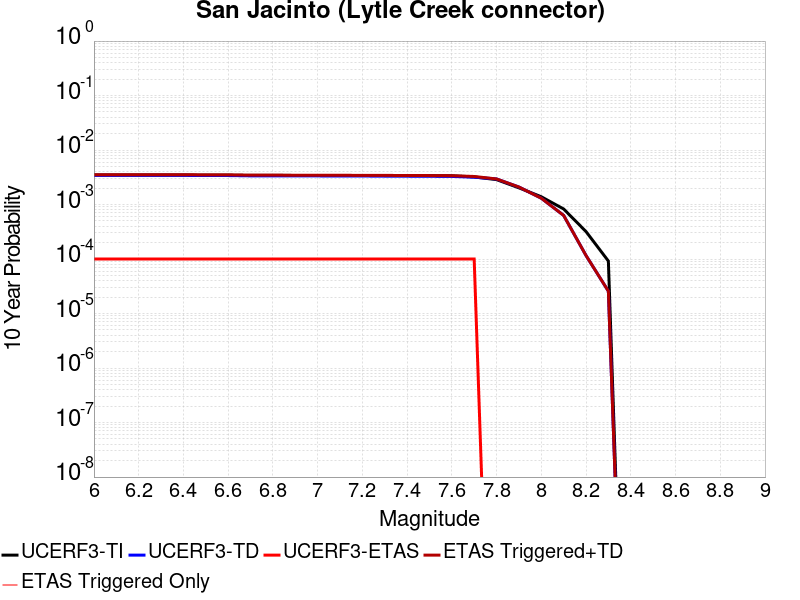 San Jacinto (Lytle Creek connector)
10 Year Probability
10^0
10^-1
10^-2
10^-3
10^-4
10^-5
10^-6
10^-7
10^-8
6 6.2 6.4 6.6 6.8 7 7.2 7.4 7.6 7.8 8 8.2 8.4 8.6 8.8 9
Magnitude
UCERF3-TI UCERF3-TD UCERF3-ETAS ETAS Triggered+TD
ETAS Triggered Only